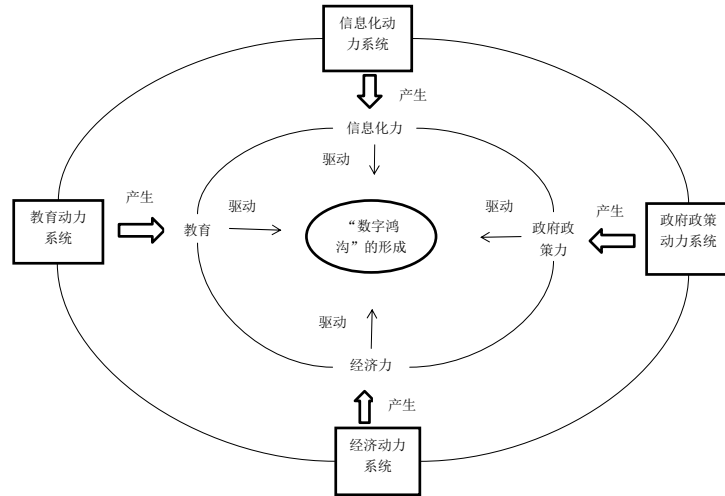 信息化动
力系统
产生
信息化力
驱动
教育动力
系统
产生
教育
驱动
“数字鸿
沟”的形成
驱动
政府政
策力
产生
政府政策
动力系统
驱动
经济力
产生
经济动力
系统